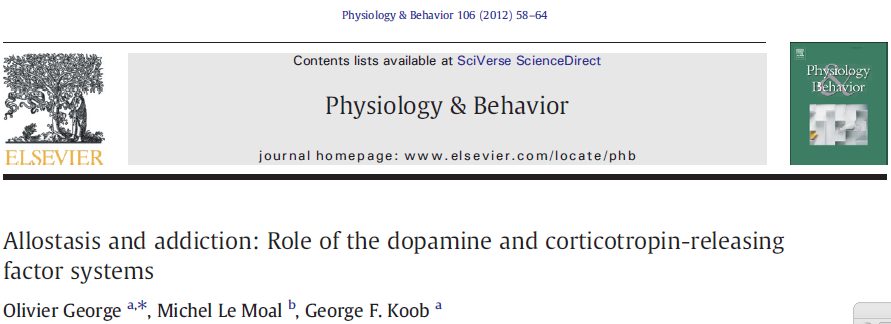 Physiology & Behavior 106 (2012) 58–64
Contents lists available at SciVerse ScienceDirect
Physiology & Behavior
journal homepage: www.elsevier.com/locate/phb
ELSEVIER
Physiology
&
Behavior
Allostasis and addiction: Role of the dopamine and corticotropin-releasing
factor systems
Olivier George a,*, Michel Le Moal b, George F. Koob a